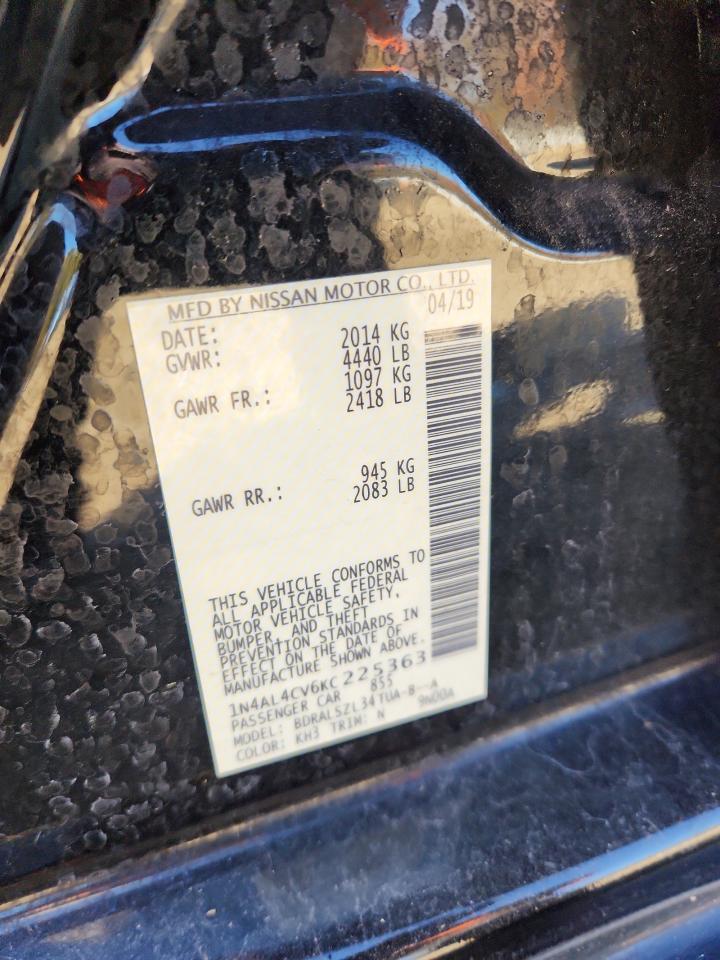 MFD BY NISSAN MOTOR CO., LTD.
DATE: 04/19
GVWR: 2014 KG
4440 LB
GAWR FR.: 1097 KG
2418 LB
GAWR RR.: 945 KG
2083 LB
THIS VEHICLE CONFORMS TO
ALL APPLICABLE FEDERAL
MOTOR VEHICLE SAFETY,
BUMPER, AND THEFT
PREVENTION STANDARDS IN
EFFECT ON THE DATE OF
MANUFACTURE SHOWN ABOVE.
1N4AL4CV6KC225363
PASSENGER CAR 855
MODEL: BDRALSZL34TUA-B--A
COLOR: KH3 TRIM: N 9N00A